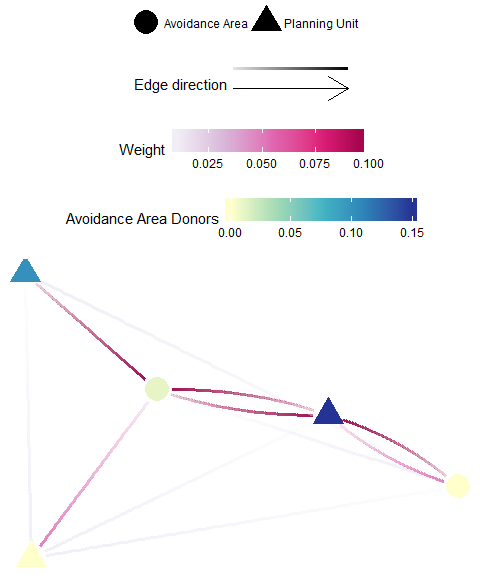 Avoidance Area Planning Unit
Edge direction
Weight
0.025 0.050 0.075 0.100
Avoidance Area Donors
0.00 0.05 0.10 0.15